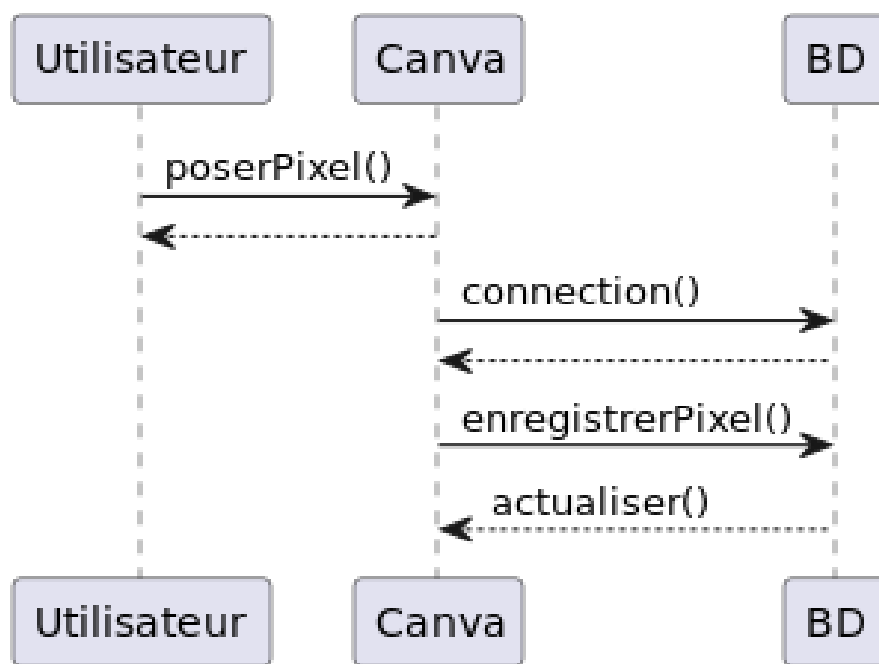 Utilisateur Canva BD
poserPixel()
connection()
enregistrerPixel()
actualiser()
Utilisateur Canva BD